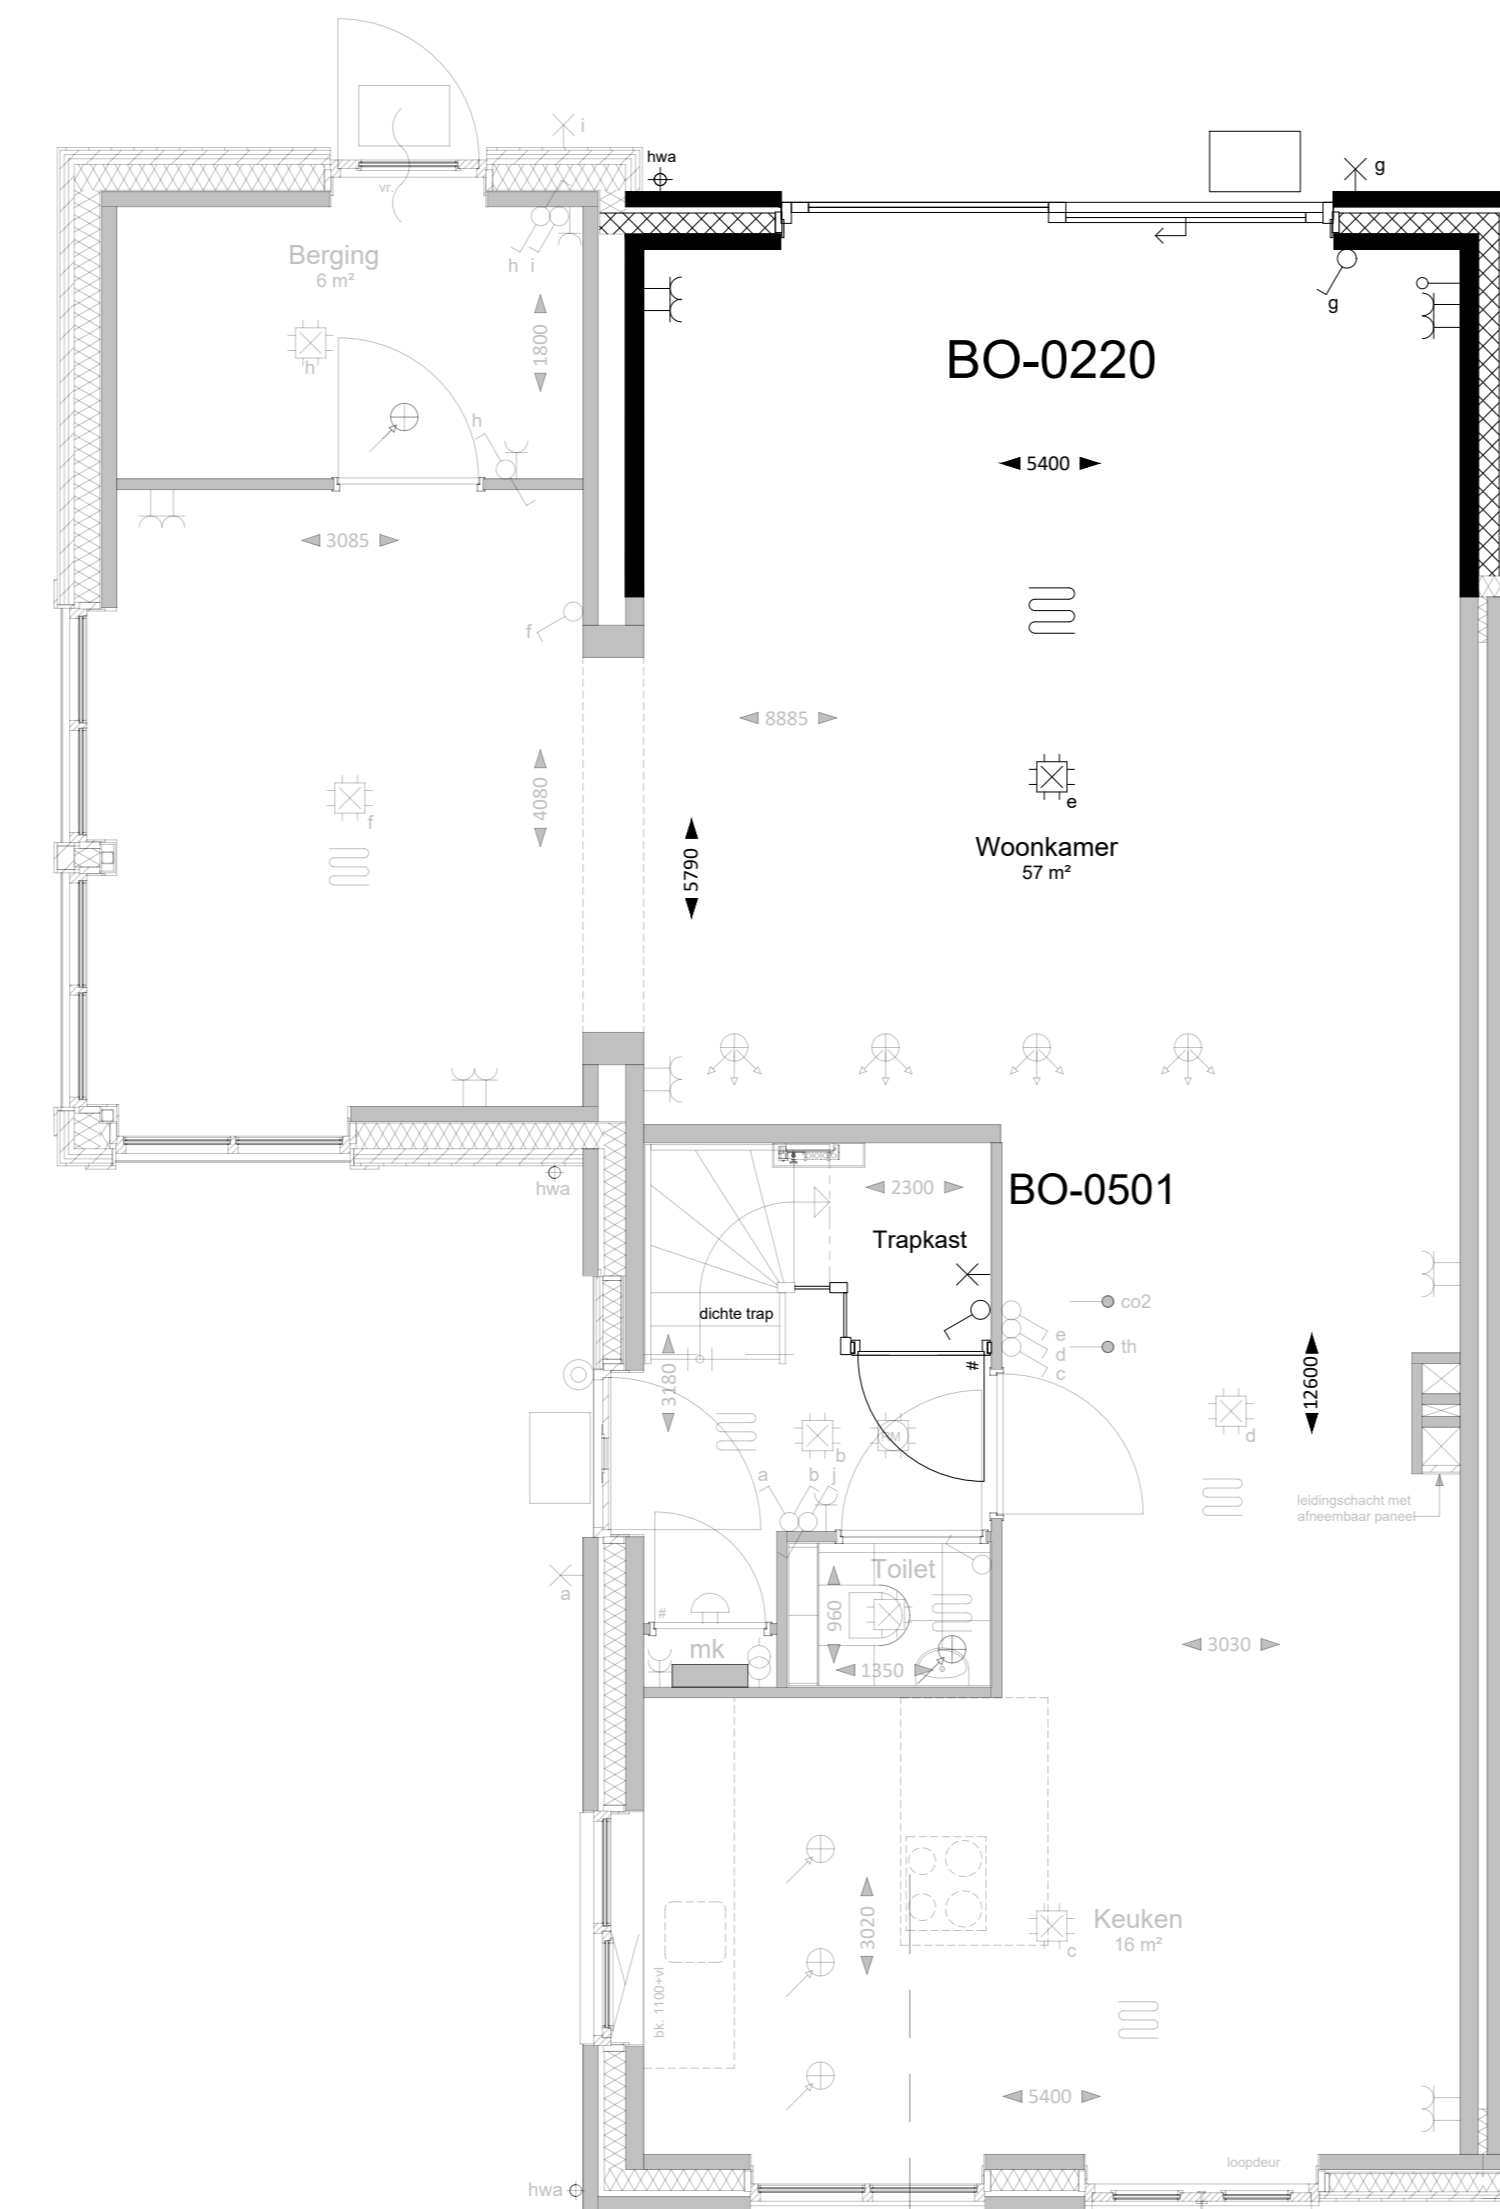 i
hwa
g
vr.
Berging
6 m²
h i
g
1800
h
BO-0220
h
5400
3085
f
8885
4080
f
e
Woonkamer
57 m²
5790
hwa
BO-0501
2300
Trapkast
dichte trap
co2
e
d
th
c
#
3180
12600
RM
b
d
a
b j
leidingschacht met
afneembaar paneel
Toilet
a
960
#
mk
1350
3030
Keuken
16 m²
c
3020
bk. 1100+vl
5400
loopdeur
hwa